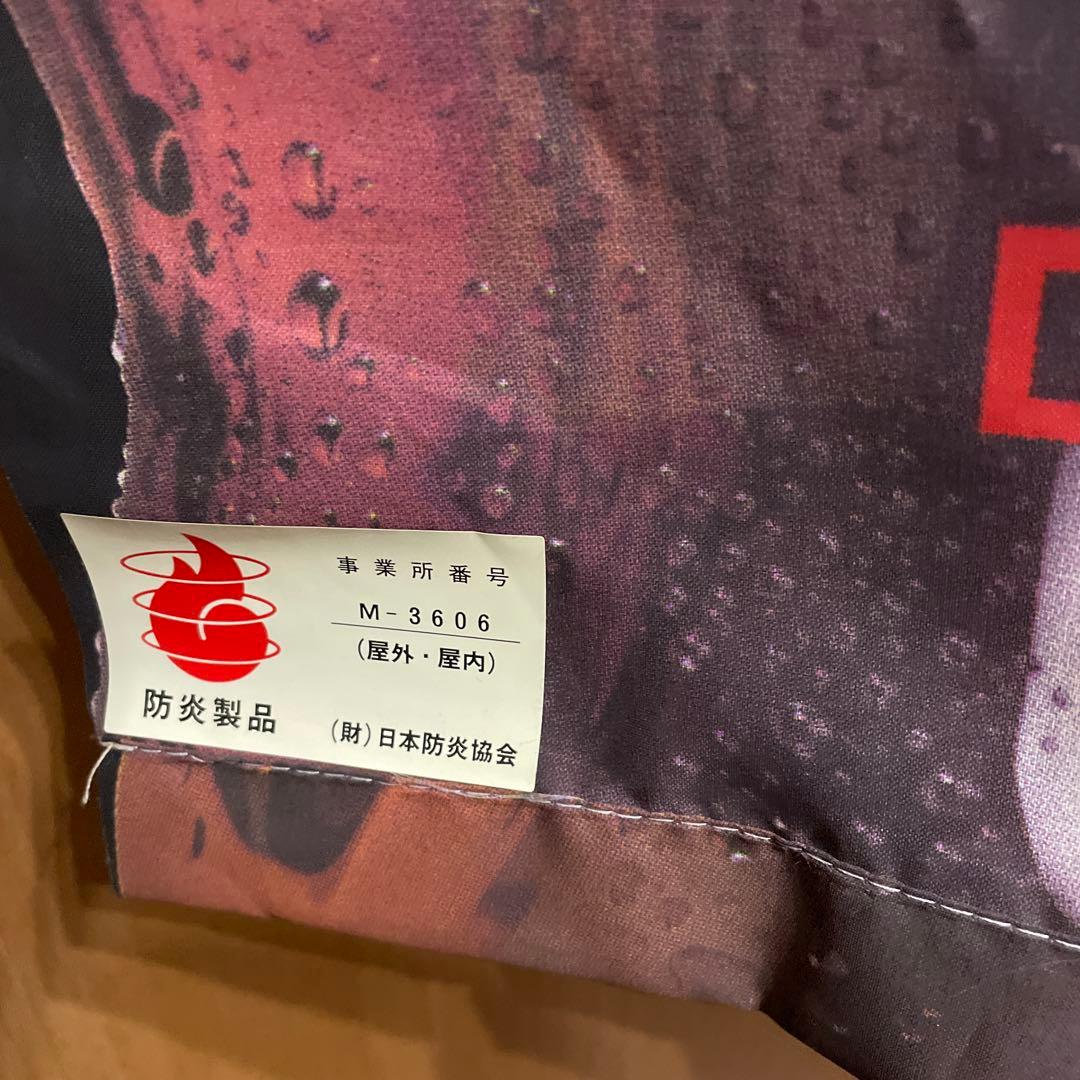 事業所番号
M-3606
(屋外・屋内)
防炎製品
(財)日本防炎協会